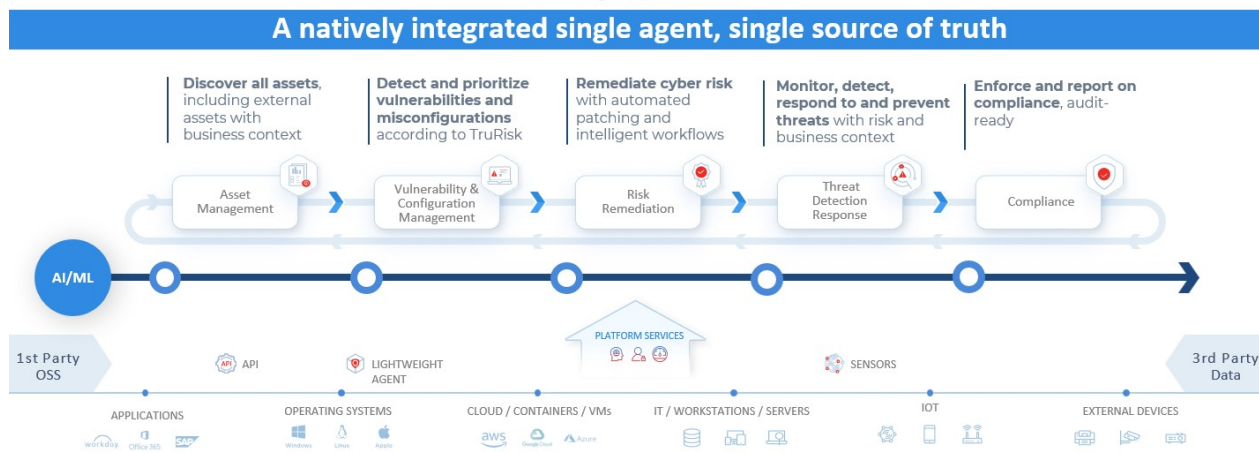 A natively integrated single agent, single source of truth
Discover all assets,
including external
assets with
business context
Detect and prioritize
vulnerabilities and
misconfigurations
according to TruRisk
Remediate cyber risk
with automated
patching and
intelligent workflows
Monitor, detect,
respond to and prevent
threats with risk and
business context
Enforce and report on
compliance, audit-
ready
Asset
Management
Vulnerability &
Configuration
Management
Risk
Remediation
Threat
Detection
Response
Compliance
AI/ML
PLATFORM SERVICES
1st Party
OSS
API
API
LIGHTWEIGHT
AGENT
SENSORS
3rd Party
Data
APPLICATIONS
workday
Office 365
SAP
OPERATING SYSTEMS
Windows
Linux
Apple
CLOUD / CONTAINERS / VMs
aws
Google Cloud
Azure
IT / WORKSTATIONS / SERVERS
IOT
EXTERNAL DEVICES